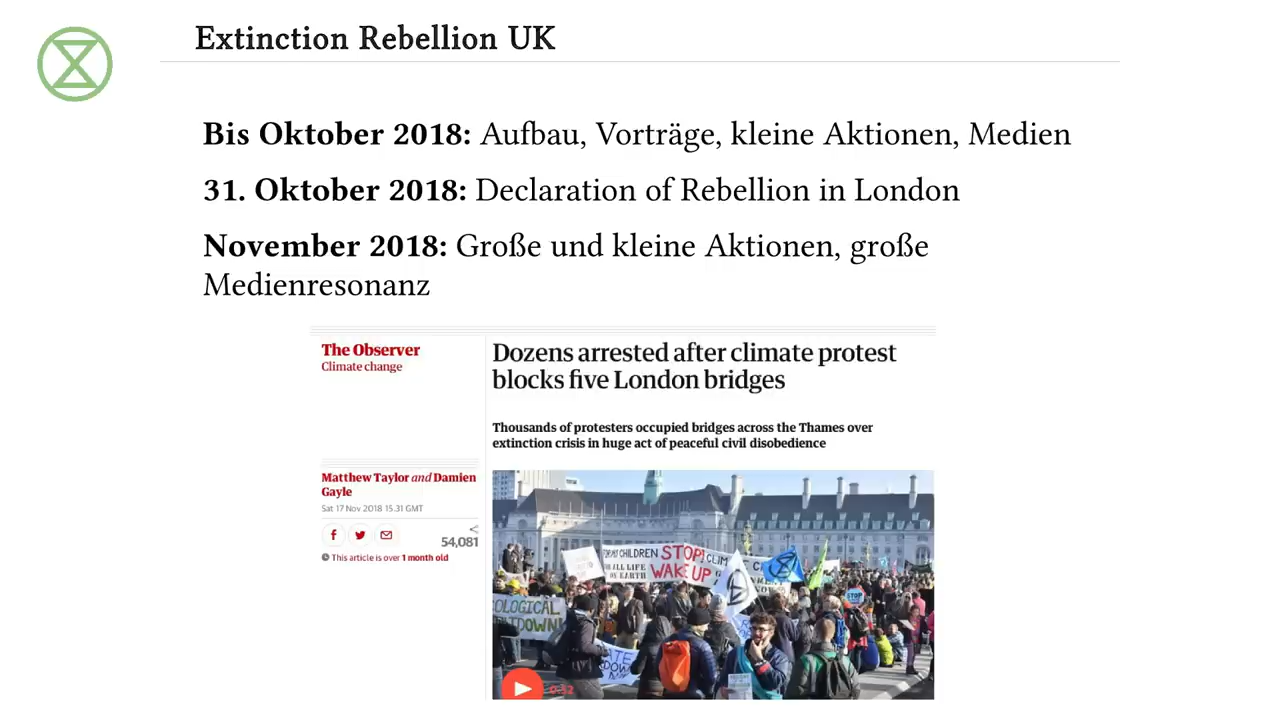 Extinction Rebellion UK
Bis Oktober 2018: Aufbau, Vorträge, kleine Aktionen, Medien
31. Oktober 2018: Declaration of Rebellion in London
November 2018: Große und kleine Aktionen, große
Medienresonanz
The Observer
Climate change
Dozens arrested after climate protest
blocks five London bridges
Thousands of protesters occupied bridges across the Thames over
extinction crisis in huge act of peaceful civil disobedience
Matthew Taylor and Damien
Gayle
Sat 17 Nov 2018 15.31 GMT
54,081
This article is over 1 month old
CHILDREN STOP!
ALL LIFE WAKE UP
ON EARTH
STOP
0:52